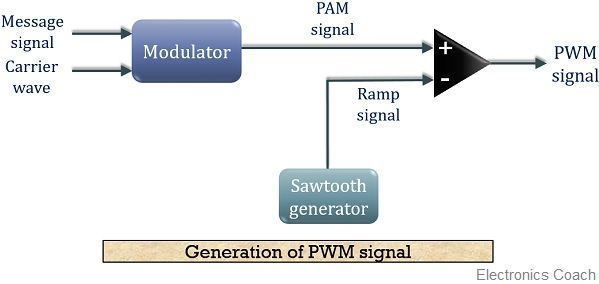 Message
signal
Carrier
wave
Modulator
PAM
signal
+
-
Ramp
signal
PWM
signal
Sawtooth
generator
Generation of PWM signal
Electronics Coach